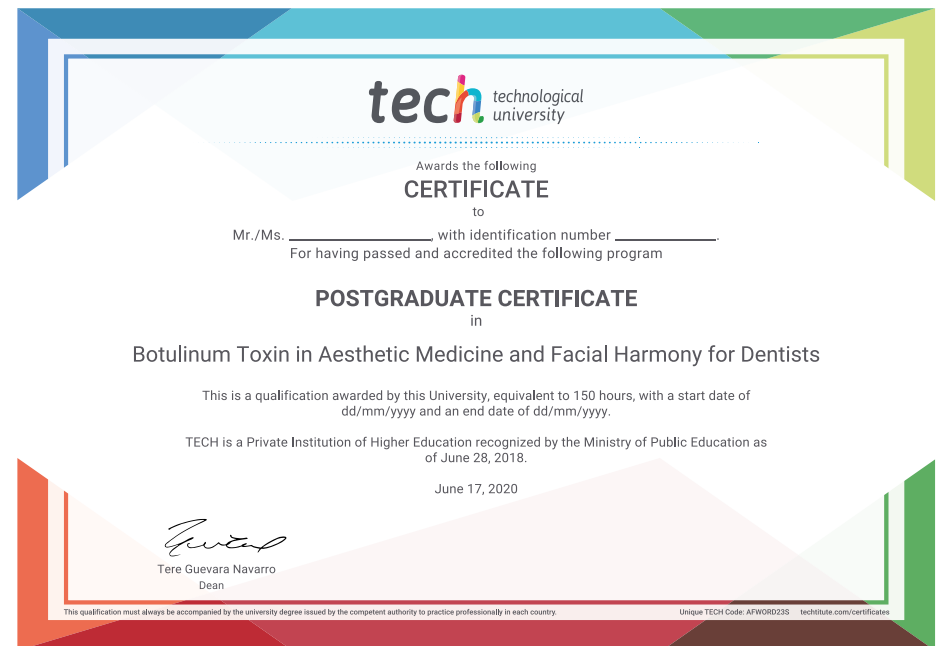 tech technological
university
Awards the following
CERTIFICATE
to
Mr./Ms. ________________, with identification number ____________.
For having passed and accredited the following program
POSTGRADUATE CERTIFICATE
in
Botulinum Toxin in Aesthetic Medicine and Facial Harmony for Dentists
This is a qualification awarded by this University, equivalent to 150 hours, with a start date of
dd/mm/yyyy and an end date of dd/mm/yyyy.
TECH is a Private Institution of Higher Education recognized by the Ministry of Public Education as
of June 28, 2018.
June 17, 2020
Tere Guevara Navarro
Dean
This qualification must always be accompanied by the university degree issued by the competent authority to practice professionally in each country. Unique TECH Code: AFWORD23S techtitute.com/certificates